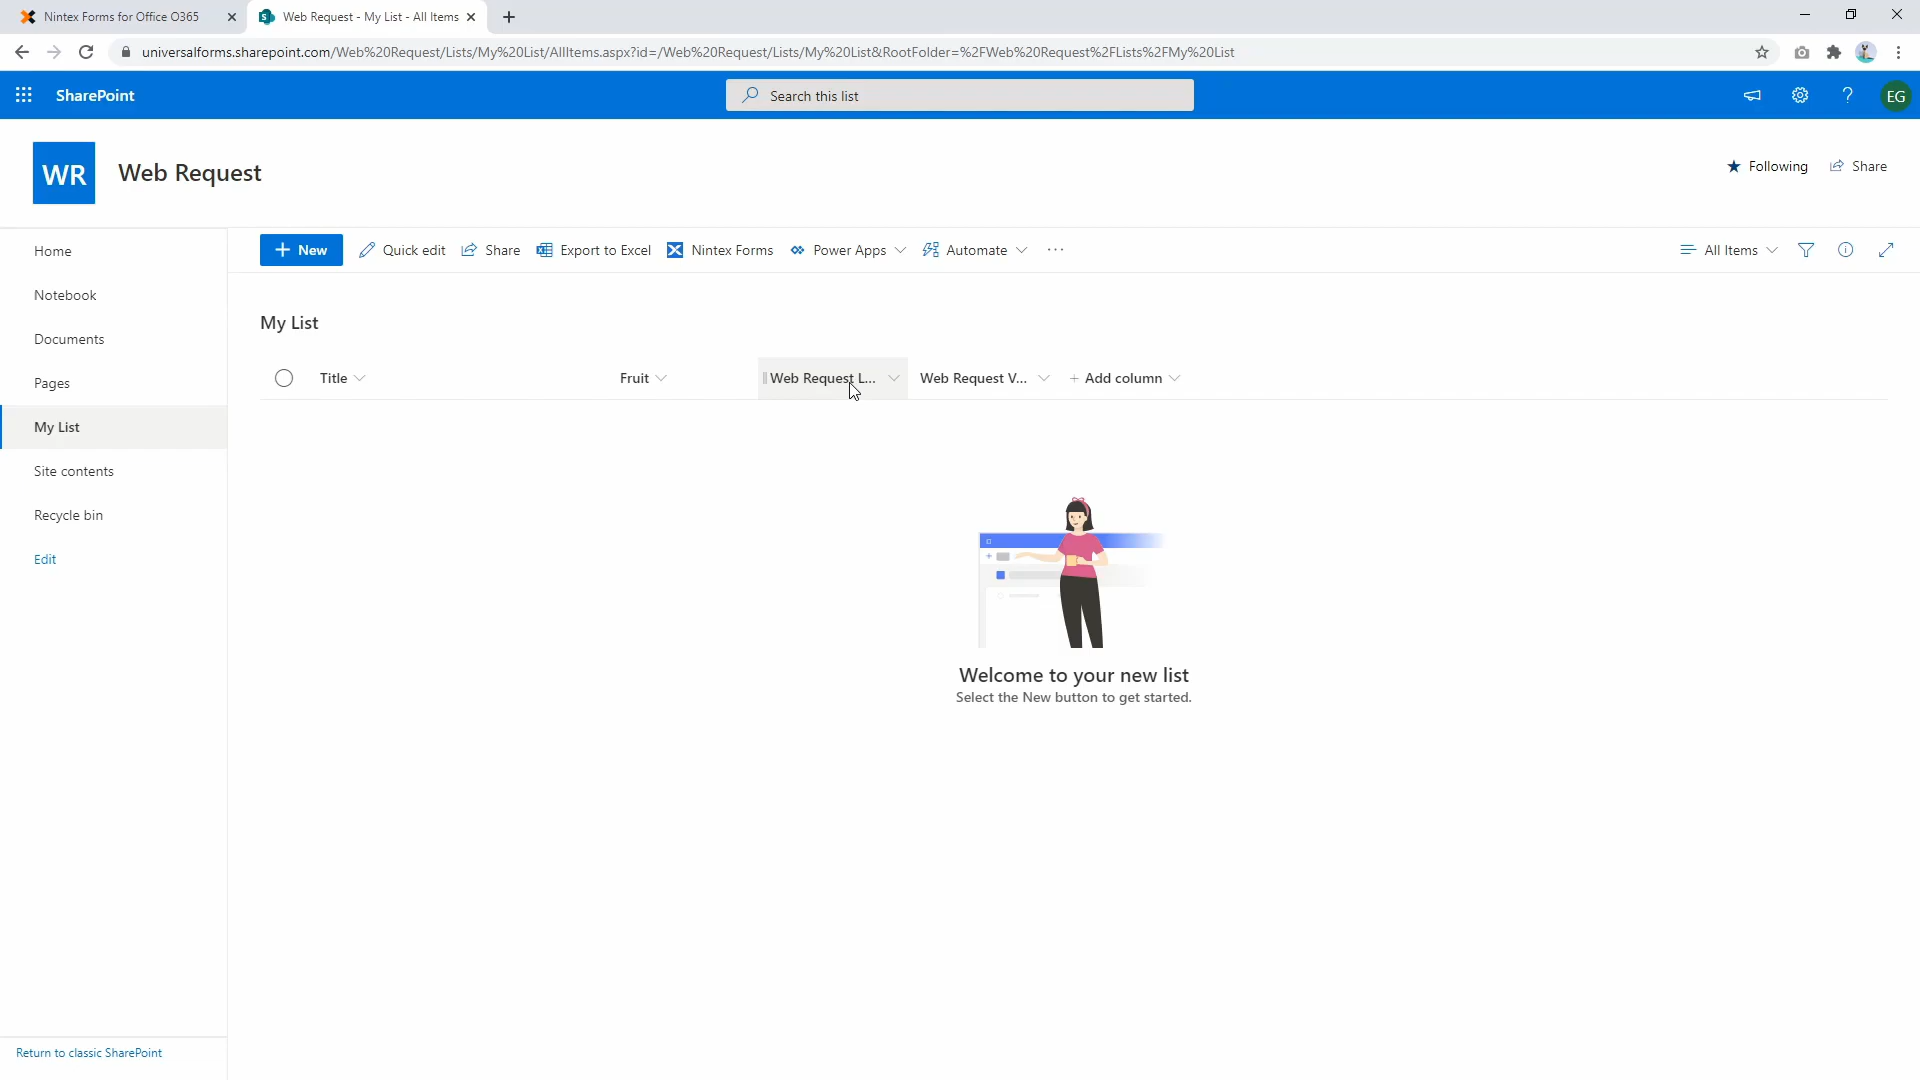 Nintex Forms for Office O365
Web Request - My List - All Items
universalforms.sharepoint.com/Web%20Request/Lists/My%20List/AllItems.aspx?id=/Web%20Request/Lists/My%20List&RootFolder=%2FWeb%20Request%2FLists%2FMy%20List
SharePoint
Search this list
EG
WR
Web Request
Following
Share
Home
Notebook
Documents
Pages
My List
Site contents
Recycle bin
Edit
Return to classic SharePoint
+ New Quick edit Share Export to Excel Nintex Forms Power Apps Automate ...
All Items
My List
Title Fruit Web Request L... Web Request V... + Add column
Welcome to your new list
Select the New button to get started.